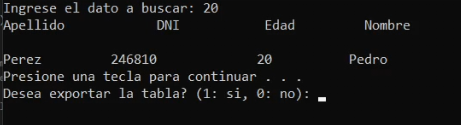 Ingrese el dato a buscar: 20
Apellido DNI Edad Nombre
Perez 246810 20 Pedro
Presione una tecla para continuar . . .
Desea exportar la tabla? (1: si, 0: no):